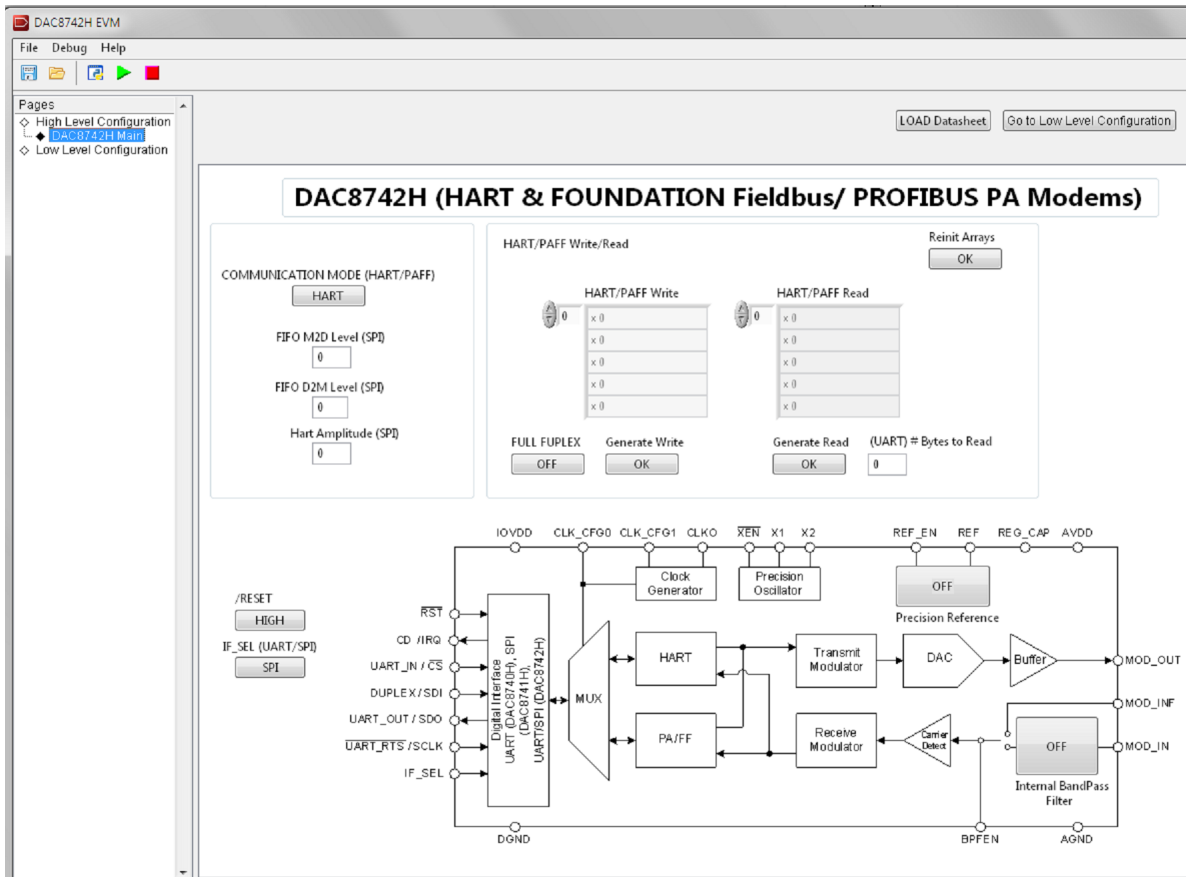 DAC8742H EVM
File Debug Help
Pages
High Level Configuration
DAC8742H Main
Low Level Configuration
LOAD Datasheet
Go to Low Level Configuration
DAC8742H (HART & FOUNDATION Fieldbus/ PROFIBUS PA Modems)
COMMUNICATION MODE (HART/PAFF)
HART
FIFO M2D Level (SPI)
0
FIFO D2M Level (SPI)
0
Hart Amplitude (SPI)
0
HART/PAFF Write/Read
Reinit Arrays
OK
HART/PAFF Write
0
x 0
x 0
x 0
x 0
x 0
HART/PAFF Read
0
x 0
x 0
x 0
x 0
x 0
FULL FUPLEX
OFF
Generate Write
OK
Generate Read
OK
(UART) # Bytes to Read
0
/RESET
HIGH
IF_SEL (UART/SPI)
SPI
IOVDD CLK_CFG0 CLK_CFG1 CLKO XEN X1 X2 REF_EN REF REG_CAP AVDD
Clock
Generator
Precision
Oscillator
OFF
Precision Reference
RST
CD /IRQ
UART_IN / CS
DUPLEX/SDI
UART_OUT / SDO
UART_RTS /SCLK
IF_SEL
Digital Interface
UART (DAC8740H), SPI
(DAC8741H),
UART/SPI (DAC8742H)
MUX
HART
PA/FF
Transmit
Modulator
DAC
Buffer
MOD_OUT
Receive
Modulator
Carrier
Detect
MOD_INF
OFF
MOD_IN
Internal BandPass
Filter
DGND
BPFEN
AGND